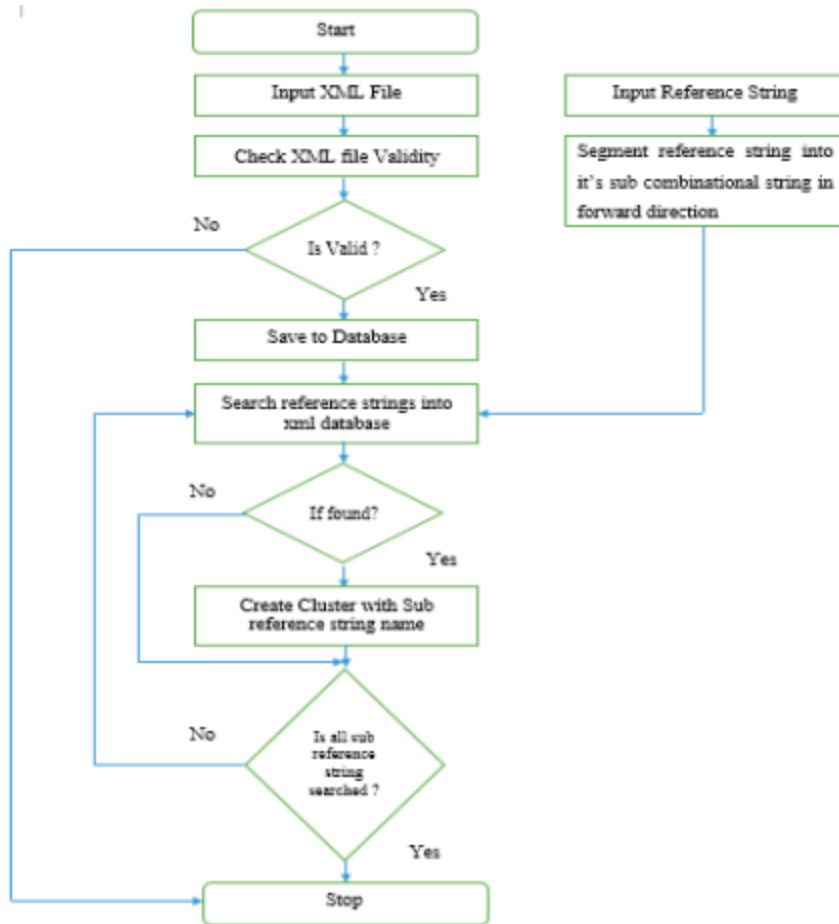 Start
Input XML File
Input Reference String
Check XML file Validity
Segment reference string into
it's sub combinational string in
forward direction
No
Is Valid ?
Yes
Save to Database
Search reference strings into
xml database
No
If found?
Yes
Create Cluster with Sub
reference string name
No
Is all sub
reference
string
searched ?
Yes
Stop